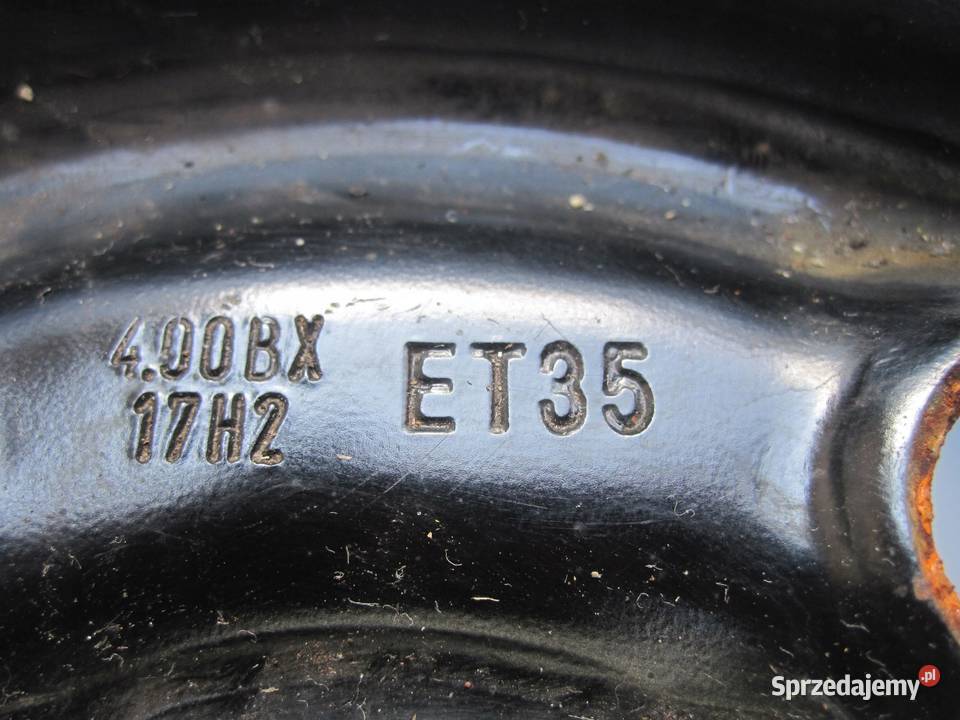 4.00BX ET35
17H2
Sprzedajemy.pl